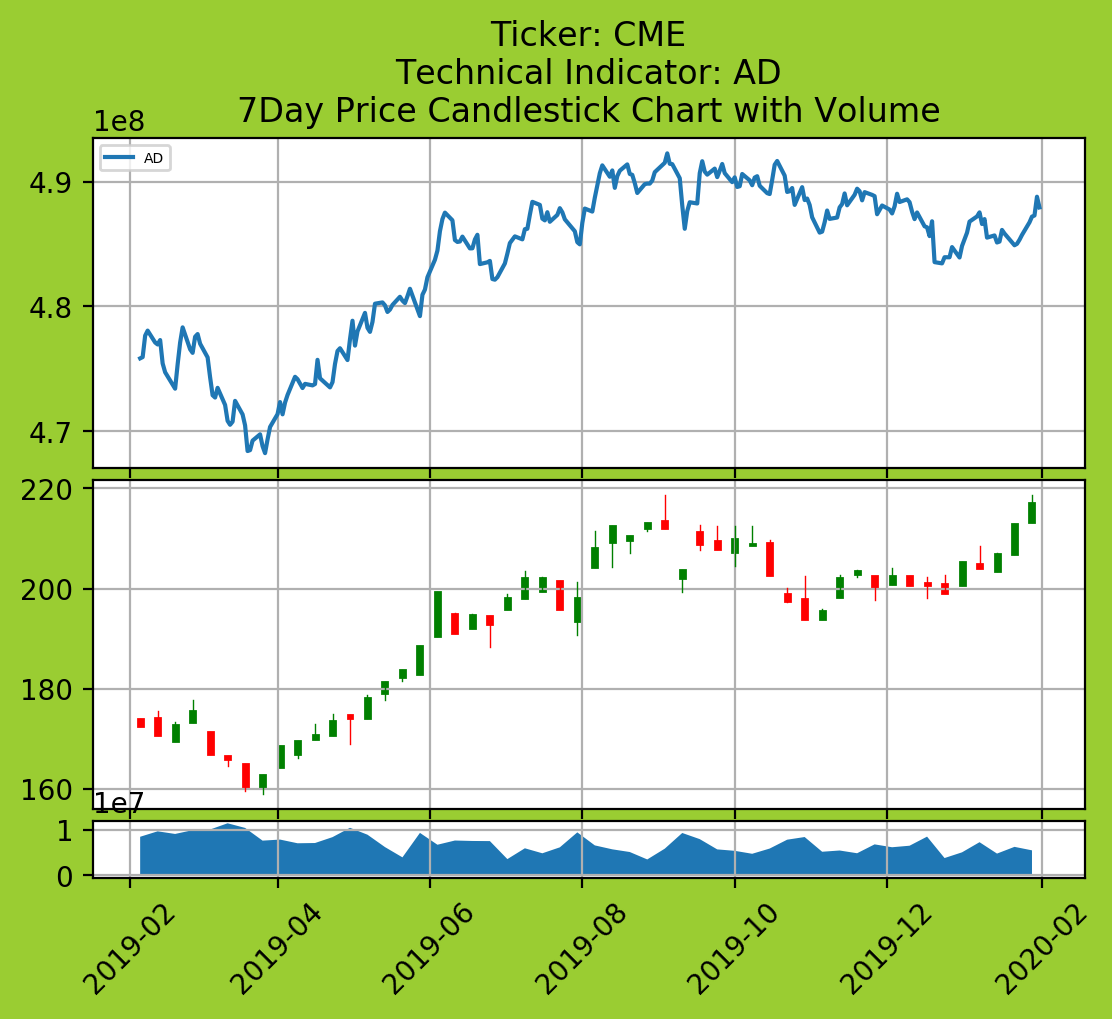 Ticker: CME
Technical Indicator: AD
7Day Price Candlestick Chart with Volume
1e8
AD
4.9
4.8
4.7
220
200
180
160
1e7
1
0
2019-02
2019-04
2019-06
2019-08
2019-10
2019-12
2020-02